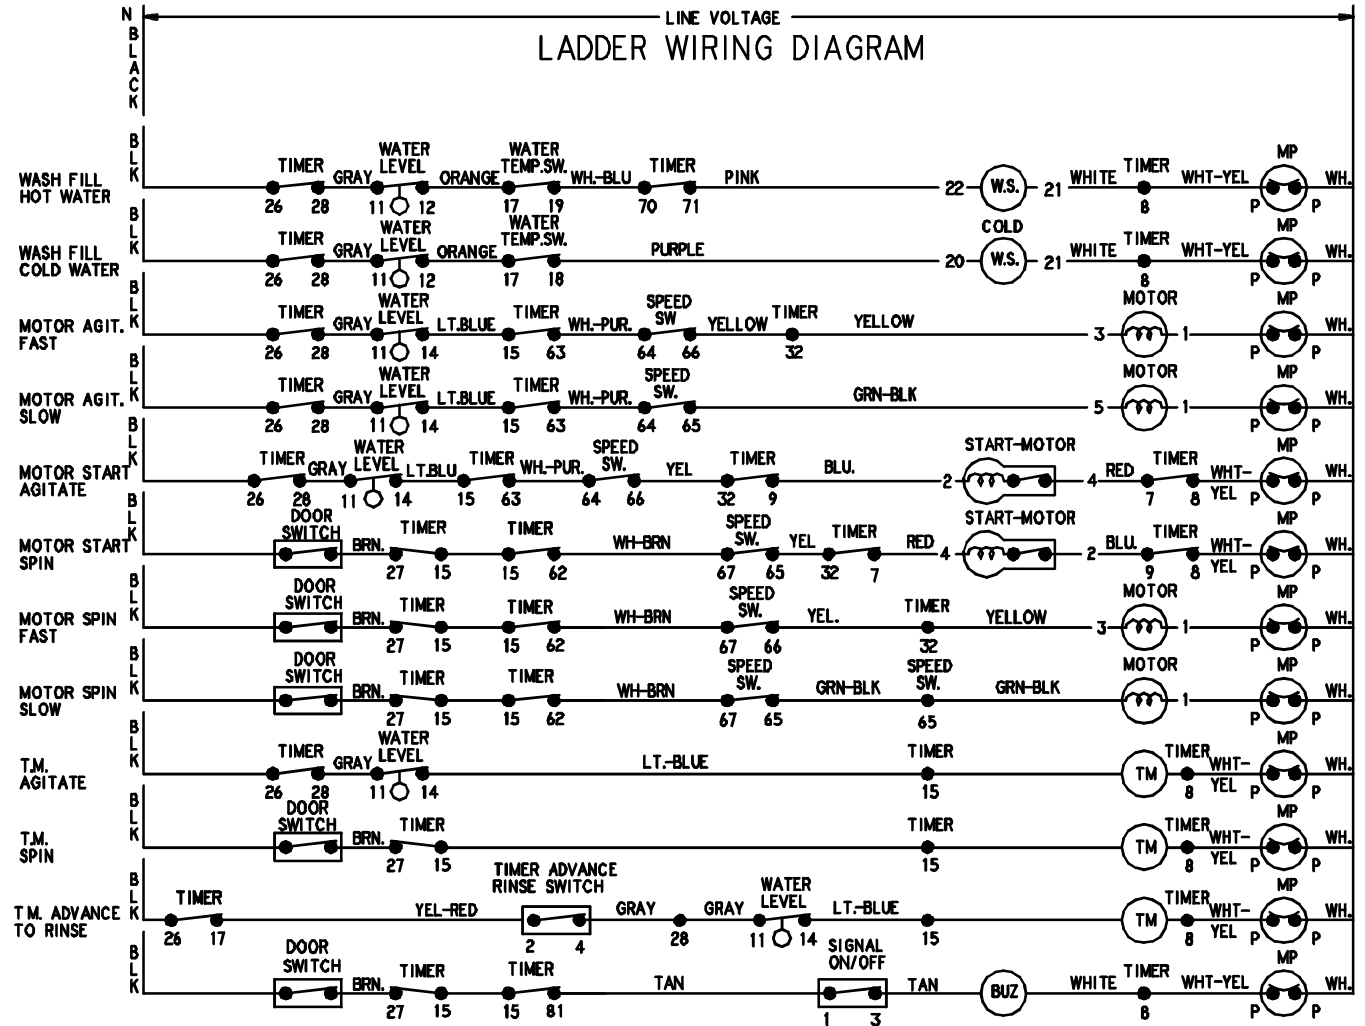 N
LINE VOLTAGE
LADDER WIRING DIAGRAM
BLACK
BLK
WASH FILL
HOT WATER
TIMER
26 28
GRAY
WATER
LEVEL
11 12
ORANGE
WATER
TEMP.SW.
17 19
WH.-BLU
TIMER
70 71
PINK
22 W.S. 21
WHITE
TIMER
8
WHT-YEL
MP
P P
WH.
BLK
WASH FILL
COLD WATER
TIMER
26 28
GRAY
WATER
LEVEL
11 12
ORANGE
WATER
TEMP.SW.
17 18
PURPLE
COLD
20 W.S. 21
WHITE
TIMER
8
WHT-YEL
MP
P P
WH.
BLK
MOTOR AGIT.
FAST
TIMER
26 28
GRAY
WATER
LEVEL
11 14
LT.BLUE
TIMER
15 63
WH.-PUR.
SPEED
SW
64 66
YELLOW
TIMER
32
YELLOW
MOTOR
3 1
MP
P P
WH.
BLK
MOTOR AGIT.
SLOW
TIMER
26 28
GRAY
WATER
LEVEL
11 14
LT.BLUE
TIMER
15 63
WH.-PUR.
SPEED
SW.
64 65
GRN-BLK
MOTOR
5 1
MP
P P
WH.
BLK
MOTOR START
AGITATE
TIMER
26 28
GRAY
WATER
LEVEL
11 14
LT.BLU
TIMER
15 63
WH.-PUR.
SPEED
SW.
64 66
YEL
TIMER
32 9
BLU.
START-MOTOR
2 4
RED
TIMER
7 8
WHT-
YEL
MP
P P
WH.
BLK
MOTOR START
SPIN
DOOR
SWITCH
BRN.
TIMER
27 15
TIMER
15 62
WH-BRN
SPEED
SW.
67 65
YEL
TIMER
32 7
RED
START-MOTOR
4 2
BLU.
TIMER
9 8
WHT-
YEL
MP
P P
WH.
BLK
MOTOR SPIN
FAST
DOOR
SWITCH
BRN.
TIMER
27 15
TIMER
15 62
WH-BRN
SPEED
SW.
67 66
YEL.
TIMER
32
YELLOW
MOTOR
3 1
MP
P P
WH.
BLK
MOTOR SPIN
SLOW
DOOR
SWITCH
BRN.
TIMER
27 15
TIMER
15 62
WH-BRN
SPEED
SW.
67 65
GRN-BLK
SPEED
SW.
65
GRN-BLK
MOTOR
1
MP
P P
WH.
BLK
T.M.
AGITATE
TIMER
26 28
GRAY
WATER
LEVEL
11 14
LT.-BLUE
TIMER
15
TM
TIMER
8
WHT-
YEL
MP
P P
WH.
BLK
T.M.
SPIN
DOOR
SWITCH
BRN.
TIMER
27 15
TIMER
15
TM
TIMER
8
WHT-
YEL
MP
P P
WH.
BLK
T M. ADVANCE
TO RINSE
TIMER
26 17
YEL-RED
TIMER ADVANCE
RINSE SWITCH
2 4
GRAY
28
GRAY
WATER
LEVEL
11 14
LT.-BLUE
15
TM
TIMER
8
WHT-
YEL
MP
P P
WH.
BLK
DOOR
SWITCH
BRN.
TIMER
27 15
TIMER
15 81
TAN
SIGNAL
ON/OFF
1 3
TAN
BUZ
WHITE
TIMER
8
WHT-YEL
MP
P P
WH.